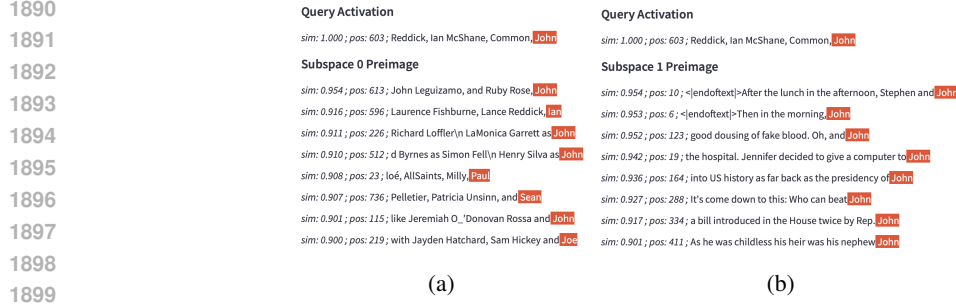 1890
1891
1892
1893
1894
1895
1896
1897
1898
1899
Query Activation
sim: 1.000 ; pos: 603 ; Reddick, Ian McShane, Common, John
Subspace 0 Preimage
sim: 0.954 ; pos: 613 ; John Leguizamo, and Ruby Rose, John
sim: 0.916 ; pos: 596 ; Laurence Fishburne, Lance Reddick, Ian
sim: 0.911 ; pos: 226 ; Richard Loffler\n LaMonica Garrett as John
sim: 0.910 ; pos: 512 ; d Byrnes as Simon Fell\n Henry Silva as John
sim: 0.908 ; pos: 23 ; loé, AllSaints, Milly, Paul
sim: 0.907 ; pos: 736 ; Pelletier, Patricia Unsinn, and Sean
sim: 0.901 ; pos: 115 ; like Jeremiah O_'Donovan Rossa and John
sim: 0.900 ; pos: 219 ; with Jayden Hatchard, Sam Hickey and Joe
(a)
Query Activation
sim: 1.000 ; pos: 603 ; Reddick, Ian McShane, Common, John
Subspace 1 Preimage
sim: 0.954 ; pos: 10 ; <|endoftext|>After the lunch in the afternoon, Stephen and John
sim: 0.953 ; pos: 6 ; <|endoftext|>Then in the morning, John
sim: 0.952 ; pos: 123 ; good dousing of fake blood. Oh, and John
sim: 0.942 ; pos: 19 ; the hospital. Jennifer decided to give a computer to John
sim: 0.936 ; pos: 164 ; into US history as far back as the presidency of John
sim: 0.927 ; pos: 288 ; It's come down to this: Who can beat John
sim: 0.917 ; pos: 334 ; a bill introduced in the House twice by Rep. John
sim: 0.901 ; pos: 411 ; As he was childless his heir was his nephew John
(b)